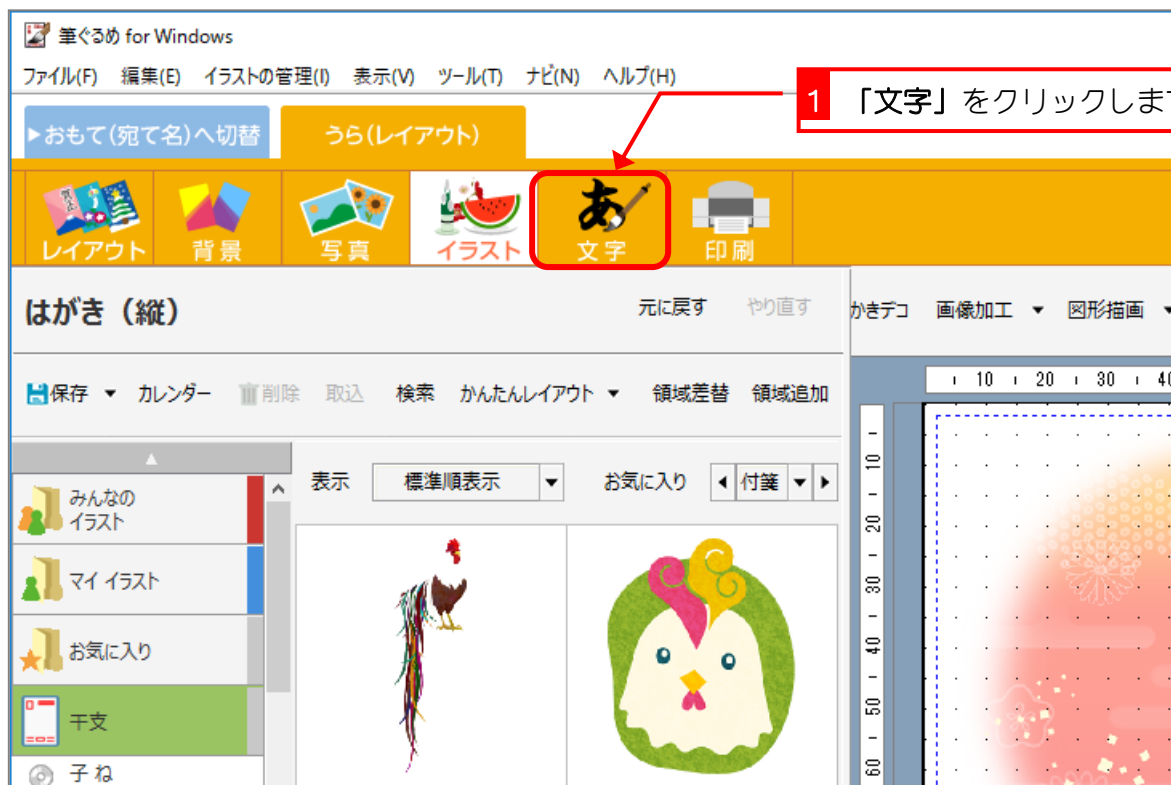 筆ぐるめ for Windows
ファイル(F) 編集(E) イラストの管理(I) 表示(V) ツール(T) ナビ(N) ヘルプ(H)
1 「文字」をクリックしま
▶おもて(宛て名)へ切替 うら(レイアウト)
レイアウト 背景 写真 イラスト あ 文字 印刷
はがき（縦） 元に戻す やり直す かきデコ 画像加工 ▼ 図形描画 ▼
保存 ▼ カレンダー 削除 取込 検索 かんたんレイアウト ▼ 領域差替 領域追加
10 20 30 40
表示 標準順表示 ▼ お気に入り ◀ 付箋 ▼ ▶
みんなの
イラスト
マイ イラスト
お気に入り
干支
子 ね
10
20
30
40
50
60